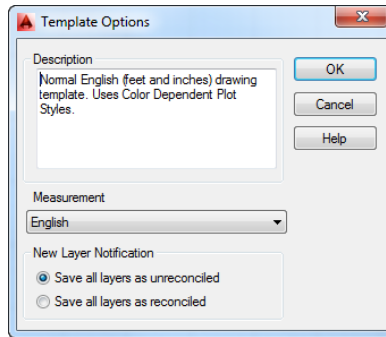 Template Options
Description
Normal English (feet and inches) drawing
template. Uses Color Dependent Plot
Styles.
OK
Cancel
Help
Measurement
English
New Layer Notification
Save all layers as unreconciled
Save all layers as reconciled